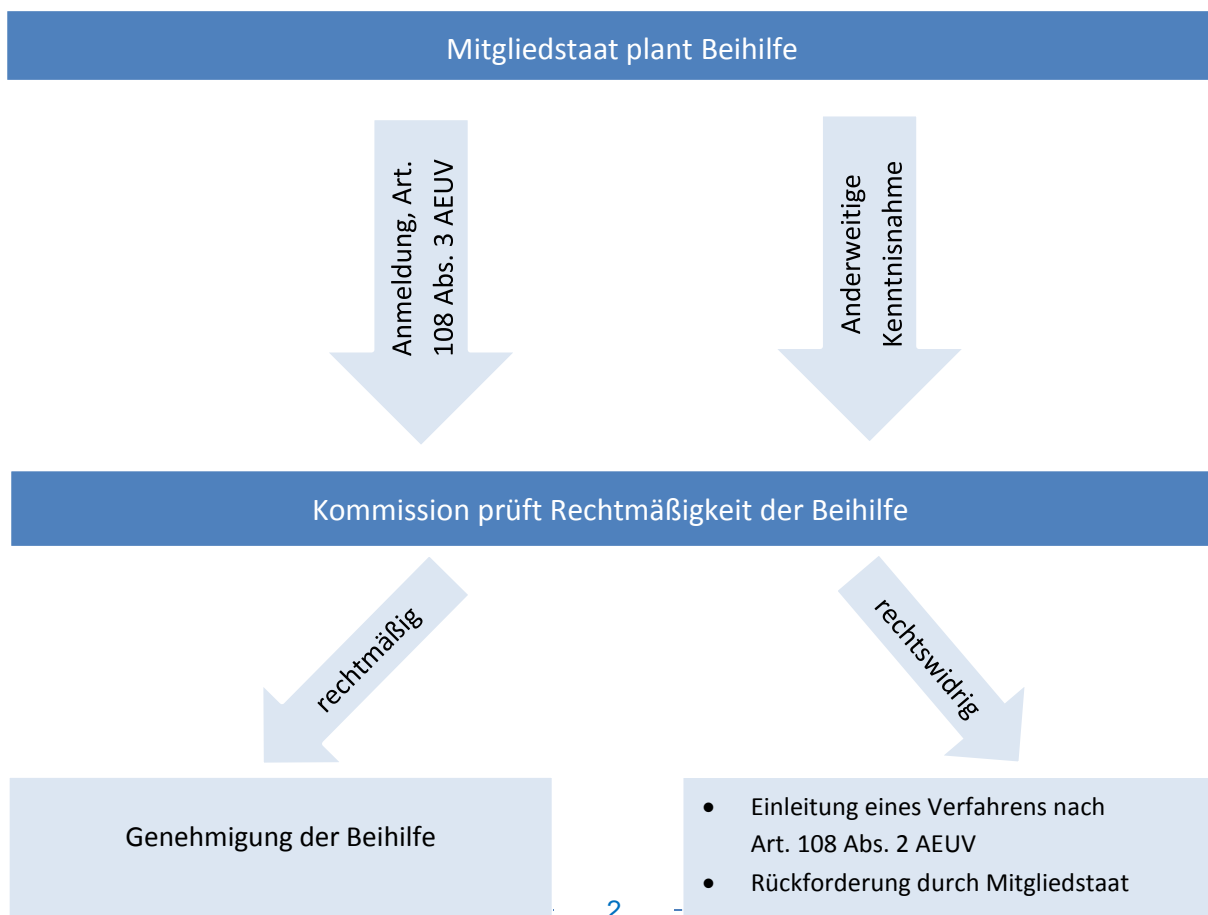 Mitgliedstaat plant Beihilfe
Anmeldung, Art.
108 Abs. 3 AEUV
Anderweitige
Kenntnisnahme
Kommission prüft Rechtmäßigkeit der Beihilfe
rechtmäßig
rechtswidrig
Genehmigung der Beihilfe
• Einleitung eines Verfahrens nach
Art. 108 Abs. 2 AEUV
• Rückforderung durch Mitgliedstaat
- 2 -